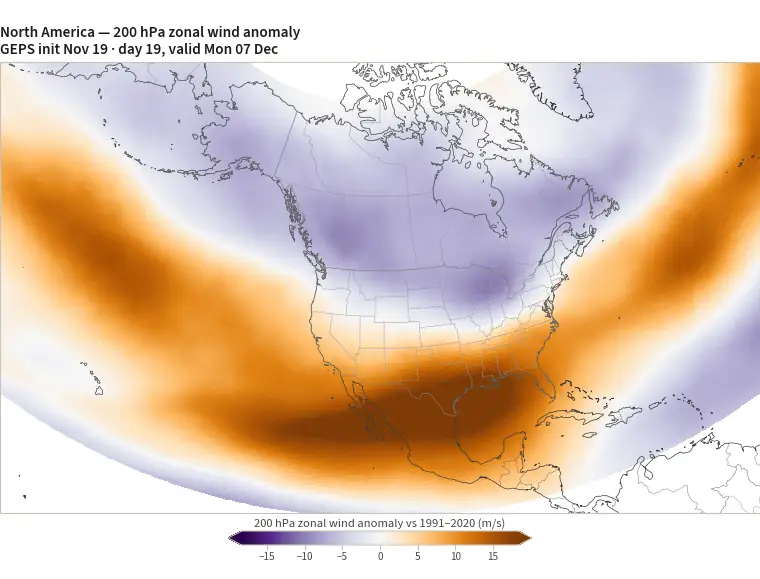 North America — 200 hPa zonal wind anomaly
GEPS init Nov 19 · day 19, valid Mon 07 Dec
200 hPa zonal wind anomaly vs 1991–2020 (m/s)
−15 −10 −5 0 5 10 15